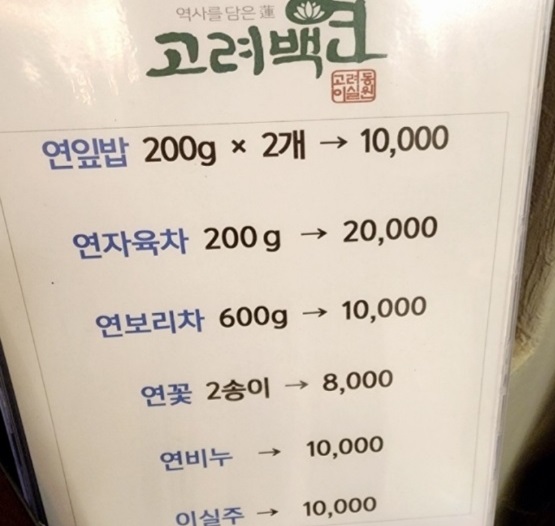 역사를 담은 蓮
고려백련
고려동
이실원
연잎밥 200g × 2개 → 10,000
연자육차 200g → 20,000
연보리차 600g → 10,000
연꽃 2송이 → 8,000
연비누 → 10,000
이실주 → 10,000